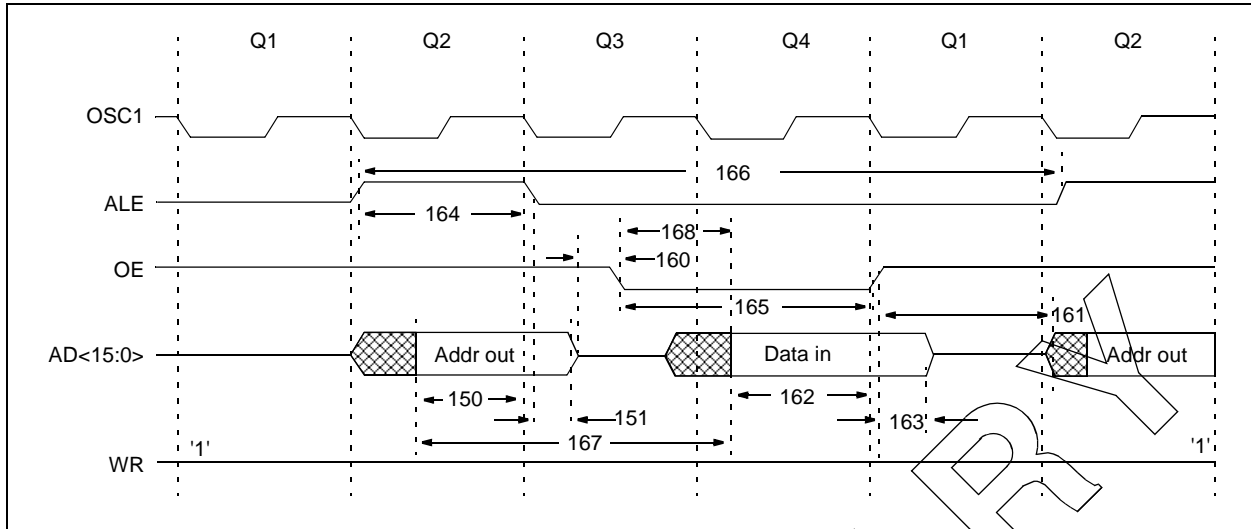 Q1 Q2 Q3 Q4 Q1 Q2
OSC1
166
ALE
164
168
160
OE
165
161
AD<15:0>
Addr out
Data in
Addr out
150
162
151
163
167
'1'
'1'
WR
R Y